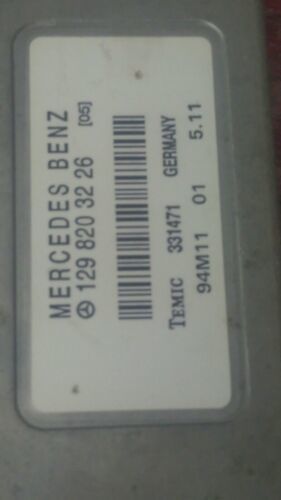 MERCEDES BENZ
129 820 32 26 [05]
TEMIC 331471 GERMANY
94M11 01 5.11